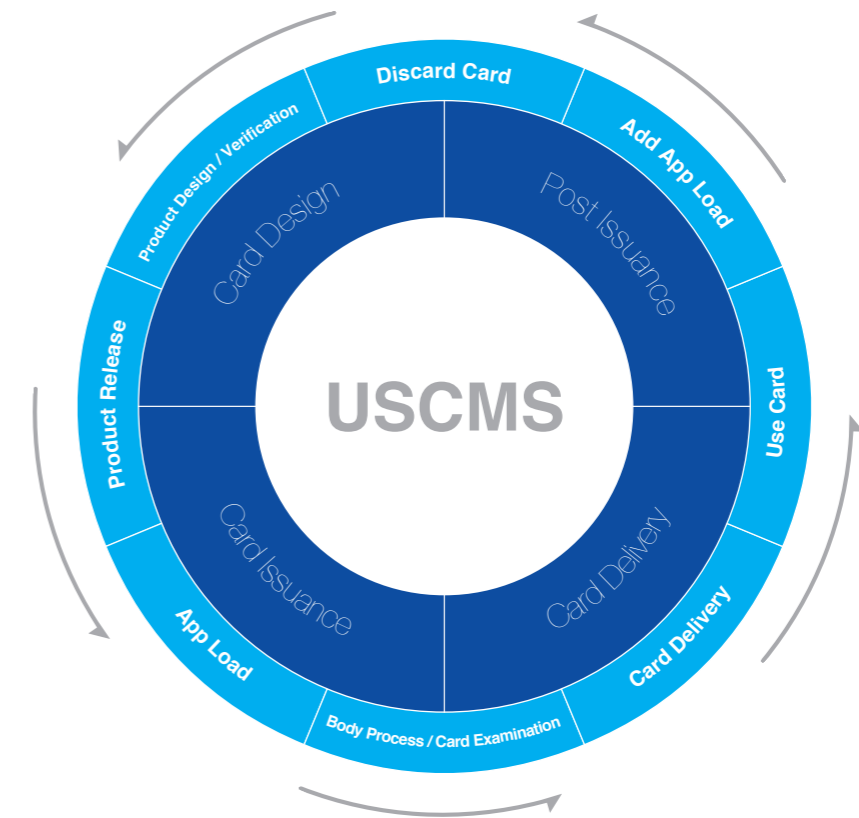 Discard Card
Add App Load
Use Card
Card Delivery
Body Process / Card Examination
App Load
Product Release
Product Design / Verification
Card Design
Post Issuance
Card Delivery
Card Issuance
USCMS